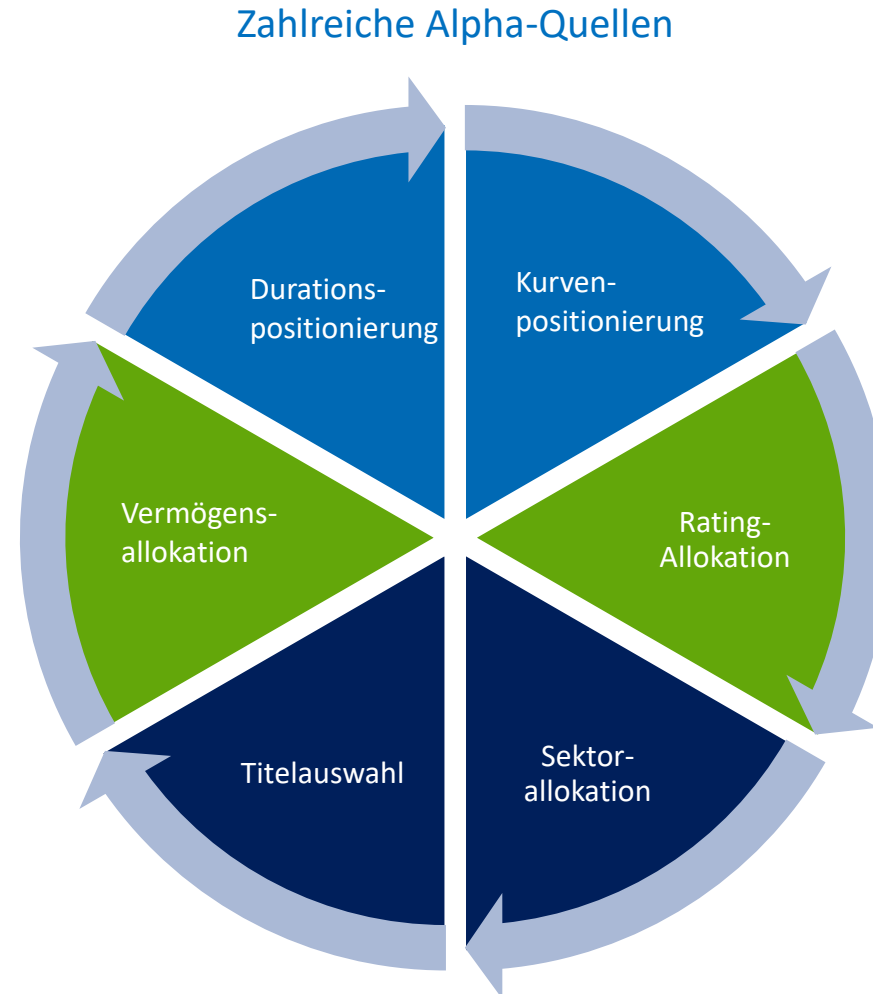 Zahlreiche Alpha-Quellen
Durations-
positionierung
Kurven-
positionierung
Vermögens-
allokation
Rating-
Allokation
Titelauswahl
Sektor-
allokation